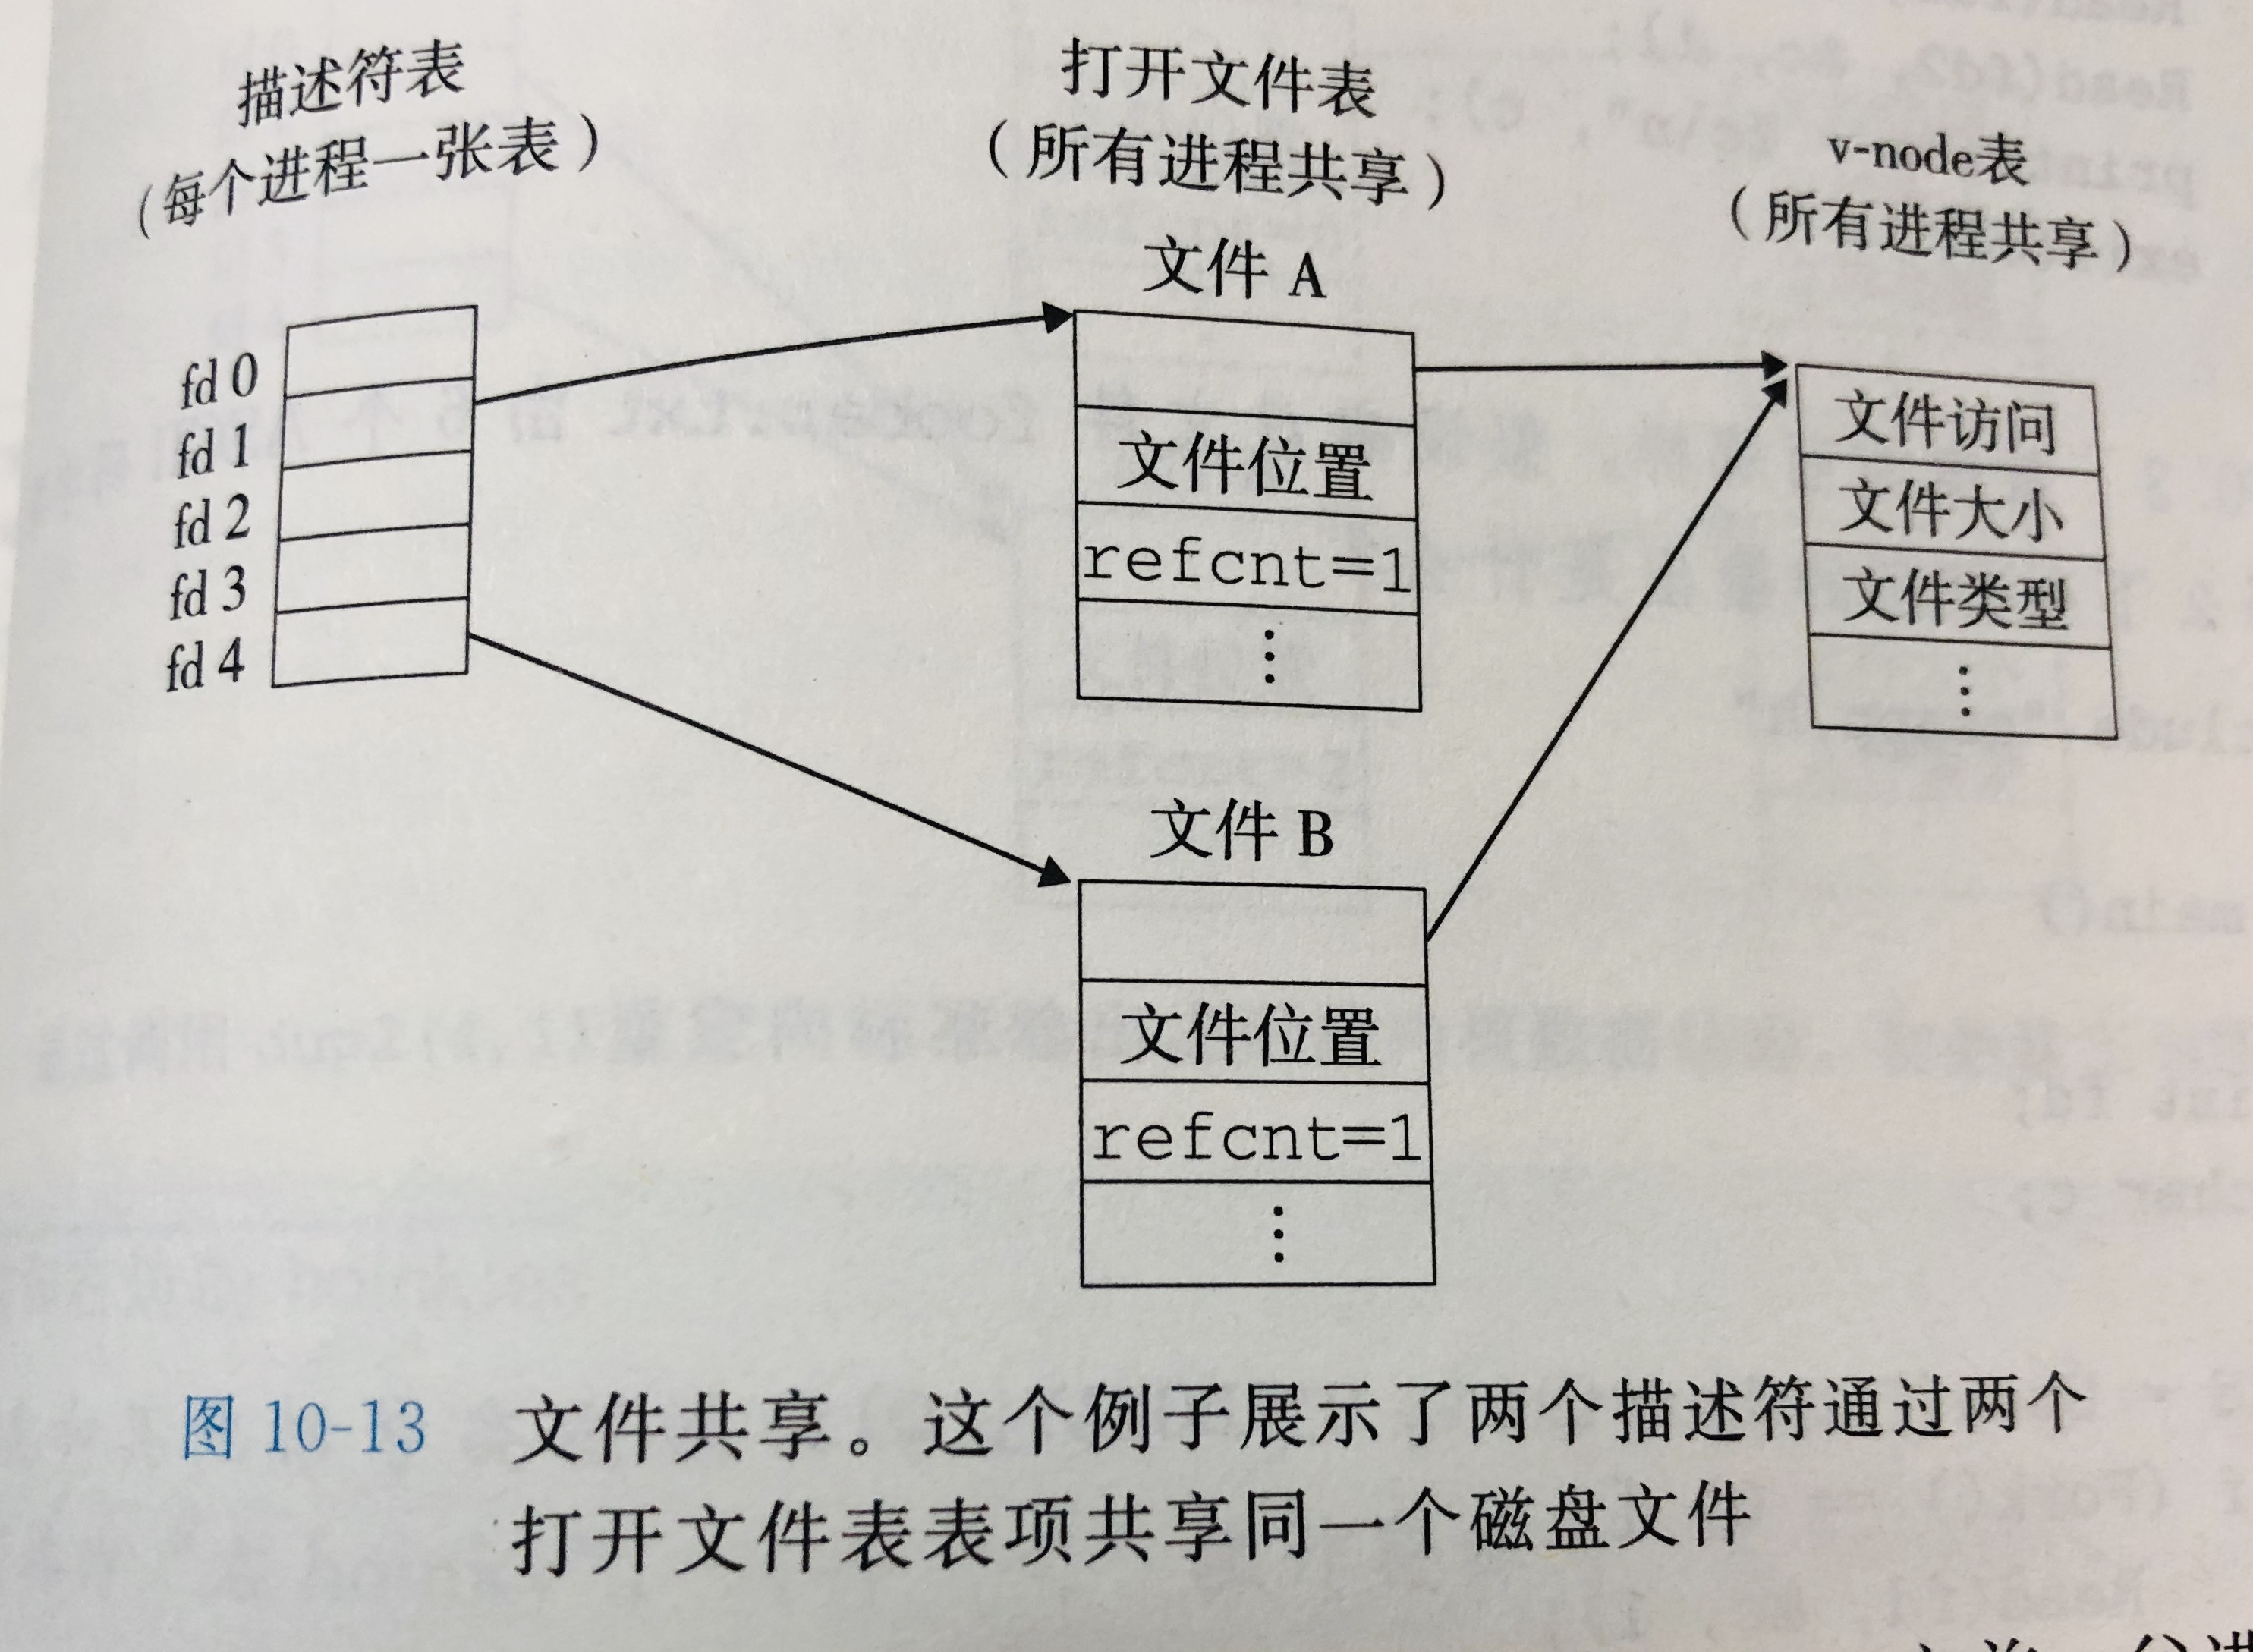 描述符表
（每个进程一张表）
打开文件表
（所有进程共享）
v-node表
（所有进程共享）
fd 0
fd 1
fd 2
fd 3
fd 4
文件 A
文件位置
refcnt=1
⋮
文件 B
文件位置
refcnt=1
⋮
文件访问
文件大小
文件类型
⋮
图 10-13 文件共享。这个例子展示了两个描述符通过两个
打开文件表表项共享同一个磁盘文件